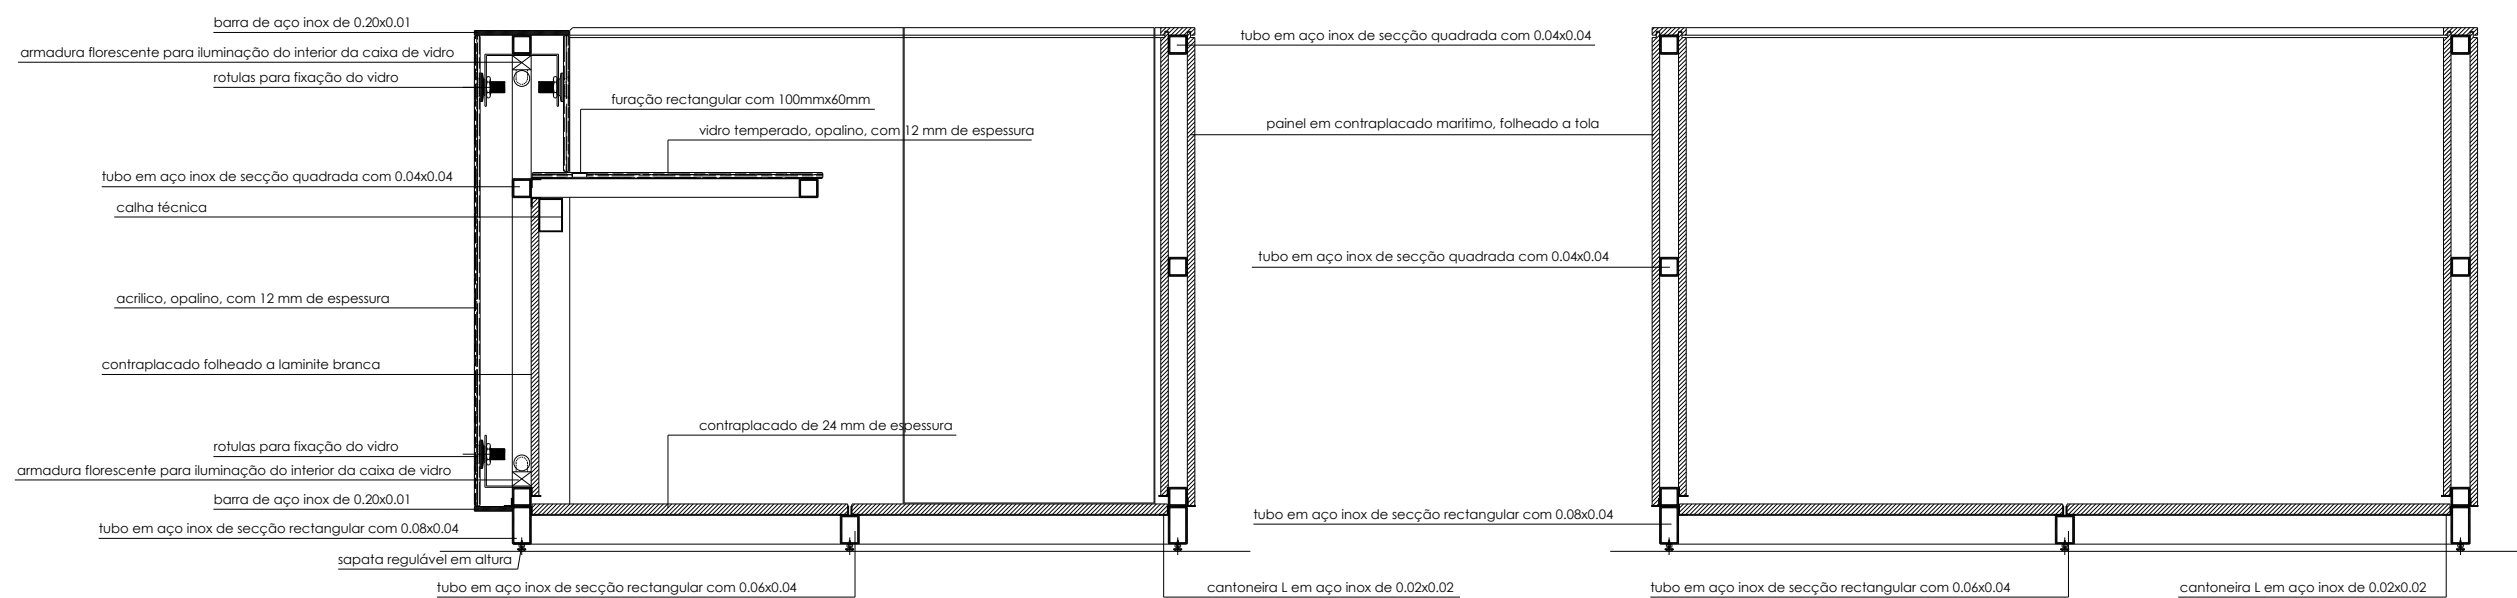 barra de aço inox de 0.20x0.01
armadura florescente para iluminação do interior da caixa de vidro
rotulas para fixação do vidro
furação rectangular com 100mmx60mm
vidro temperado, opalino, com 12 mm de espessura
tubo em aço inox de secção quadrada com 0.04x0.04
calha técnica
acrilico, opalino, com 12 mm de espessura
contraplacado folheado a laminite branca
contraplacado de 24 mm de espessura
rotulas para fixação do vidro
armadura florescente para iluminação do interior da caixa de vidro
barra de aço inox de 0.20x0.01
tubo em aço inox de secção rectangular com 0.08x0.04
sapata regulável em altura
tubo em aço inox de secção rectangular com 0.06x0.04
tubo em aço inox de secção quadrada com 0.04x0.04
painel em contraplacado maritimo, folheado a tola
tubo em aço inox de secção quadrada com 0.04x0.04
tubo em aço inox de secção rectangular com 0.08x0.04
cantoneira L em aço inox de 0.02x0.02
tubo em aço inox de secção rectangular com 0.06x0.04
cantoneira L em aço inox de 0.02x0.02